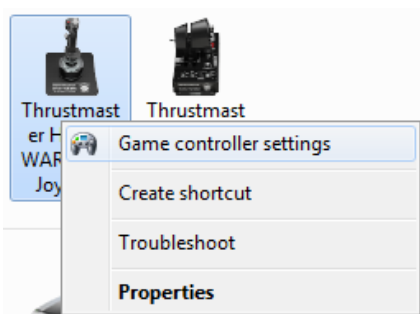 Thrustmast
Thrustmast
er H
WAR
Joy
Game controller settings
Create shortcut
Troubleshoot
Properties